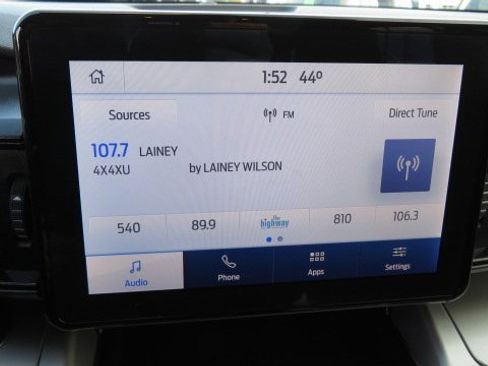 1:52 44°
Sources
FM
Direct Tune
107.7 LAINEY
4X4XU by LAINEY WILSON
540 89.9 the highway 810 106.3
Audio Phone Apps Settings